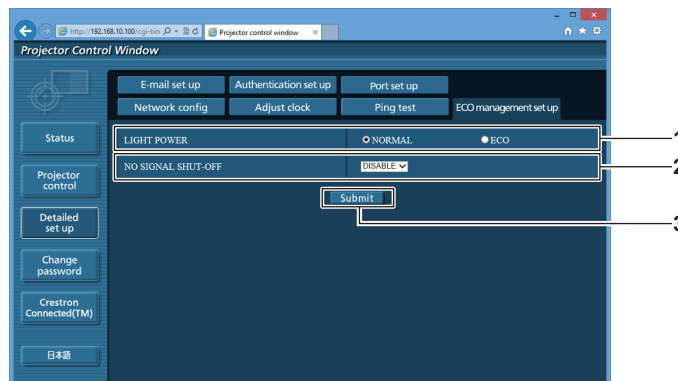 http://192.168.10.100/cgi-bin
Projector control window
Projector Control Window
E-mail set up
Authentication set up
Port set up
Network config
Adjust clock
Ping test
ECO management set up
Status
Projector control
Detailed set up
Change password
Crestron Connected(TM)
日本語
LIGHT POWER
NORMAL
ECO
1
NO SIGNAL SHUT-OFF
DISABLE
2
Submit
3